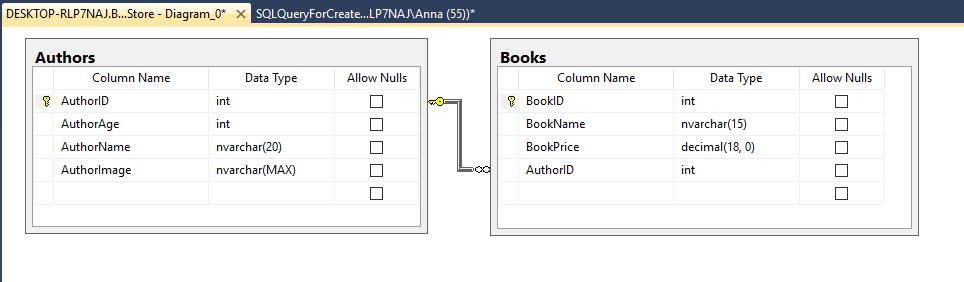 DESKTOP-RLP7NAJ.B...Store - Diagram_0* SQLQueryForCreate...LP7NAJ\Anna (55))*
Authors
Column Name Data Type Allow Nulls
AuthorID int
AuthorAge int
AuthorName nvarchar(20)
AuthorImage nvarchar(MAX)
Books
Column Name Data Type Allow Nulls
BookID int
BookName nvarchar(15)
BookPrice decimal(18, 0)
AuthorID int